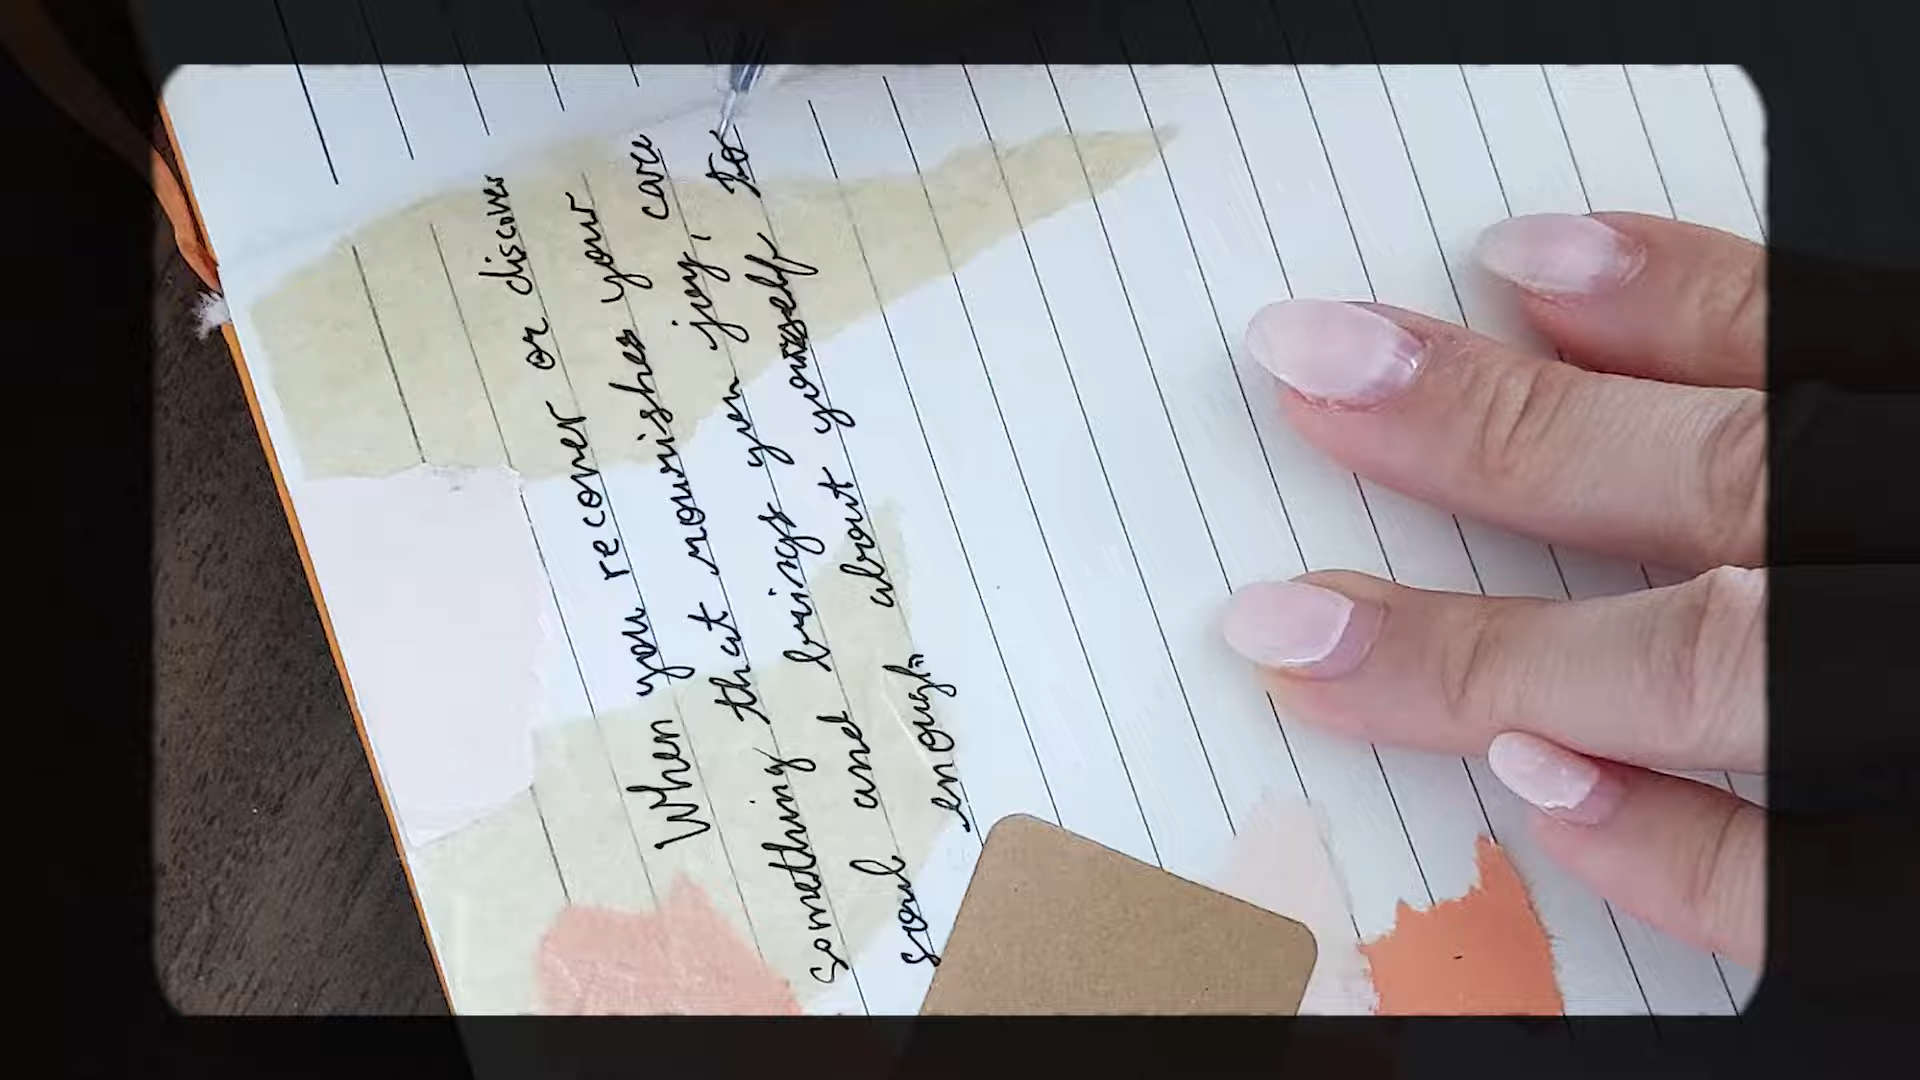 When you recover or discover
something that nourishes your
soul and brings you joy, care
enough about yourself to